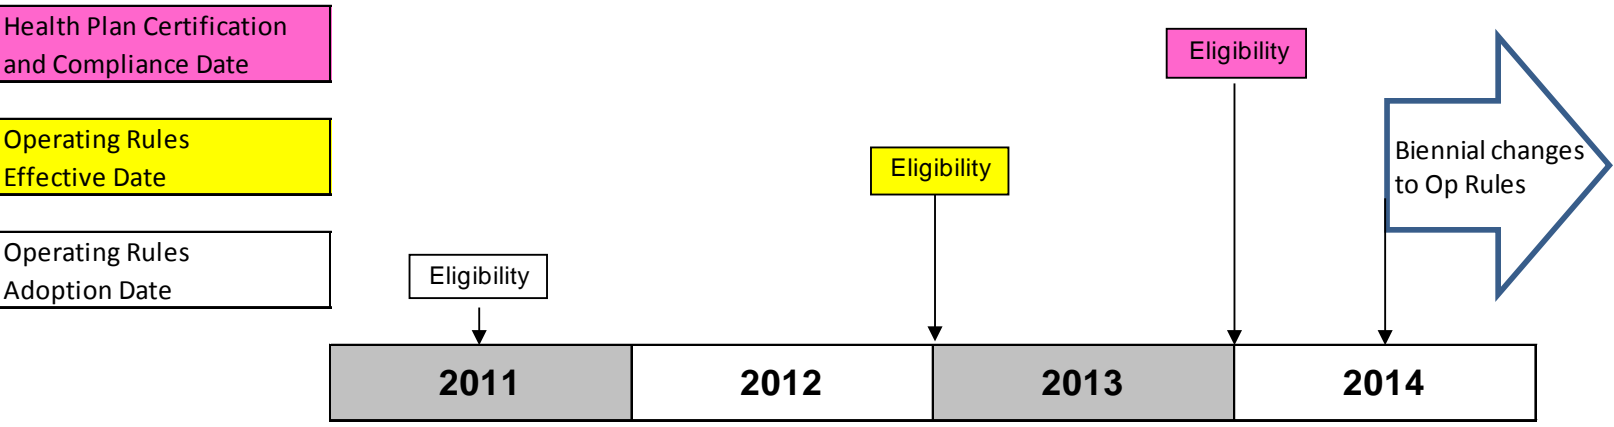 Health Plan Certification
and Compliance Date
Eligibility
Operating Rules
Effective Date
Eligibility
Biennial changes
to Op Rules
Operating Rules
Adoption Date
Eligibility
2011
2012
2013
2014